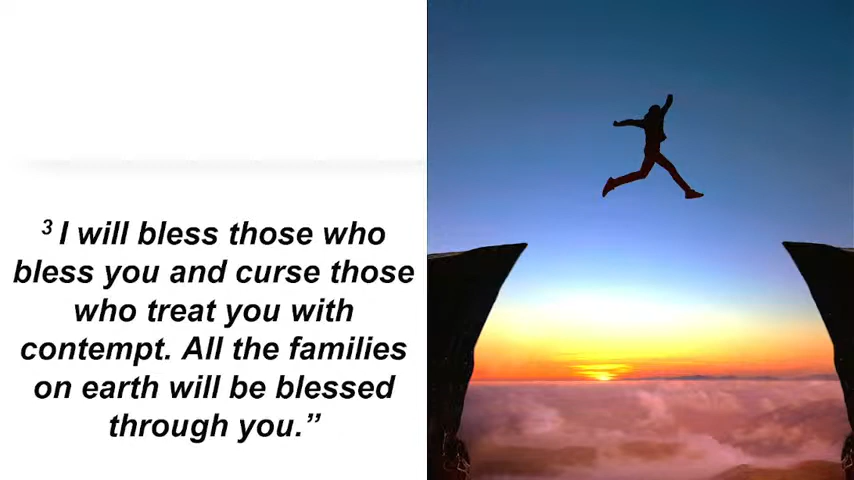 ³ I will bless those who
bless you and curse those
who treat you with
contempt. All the families
on earth will be blessed
through you.”